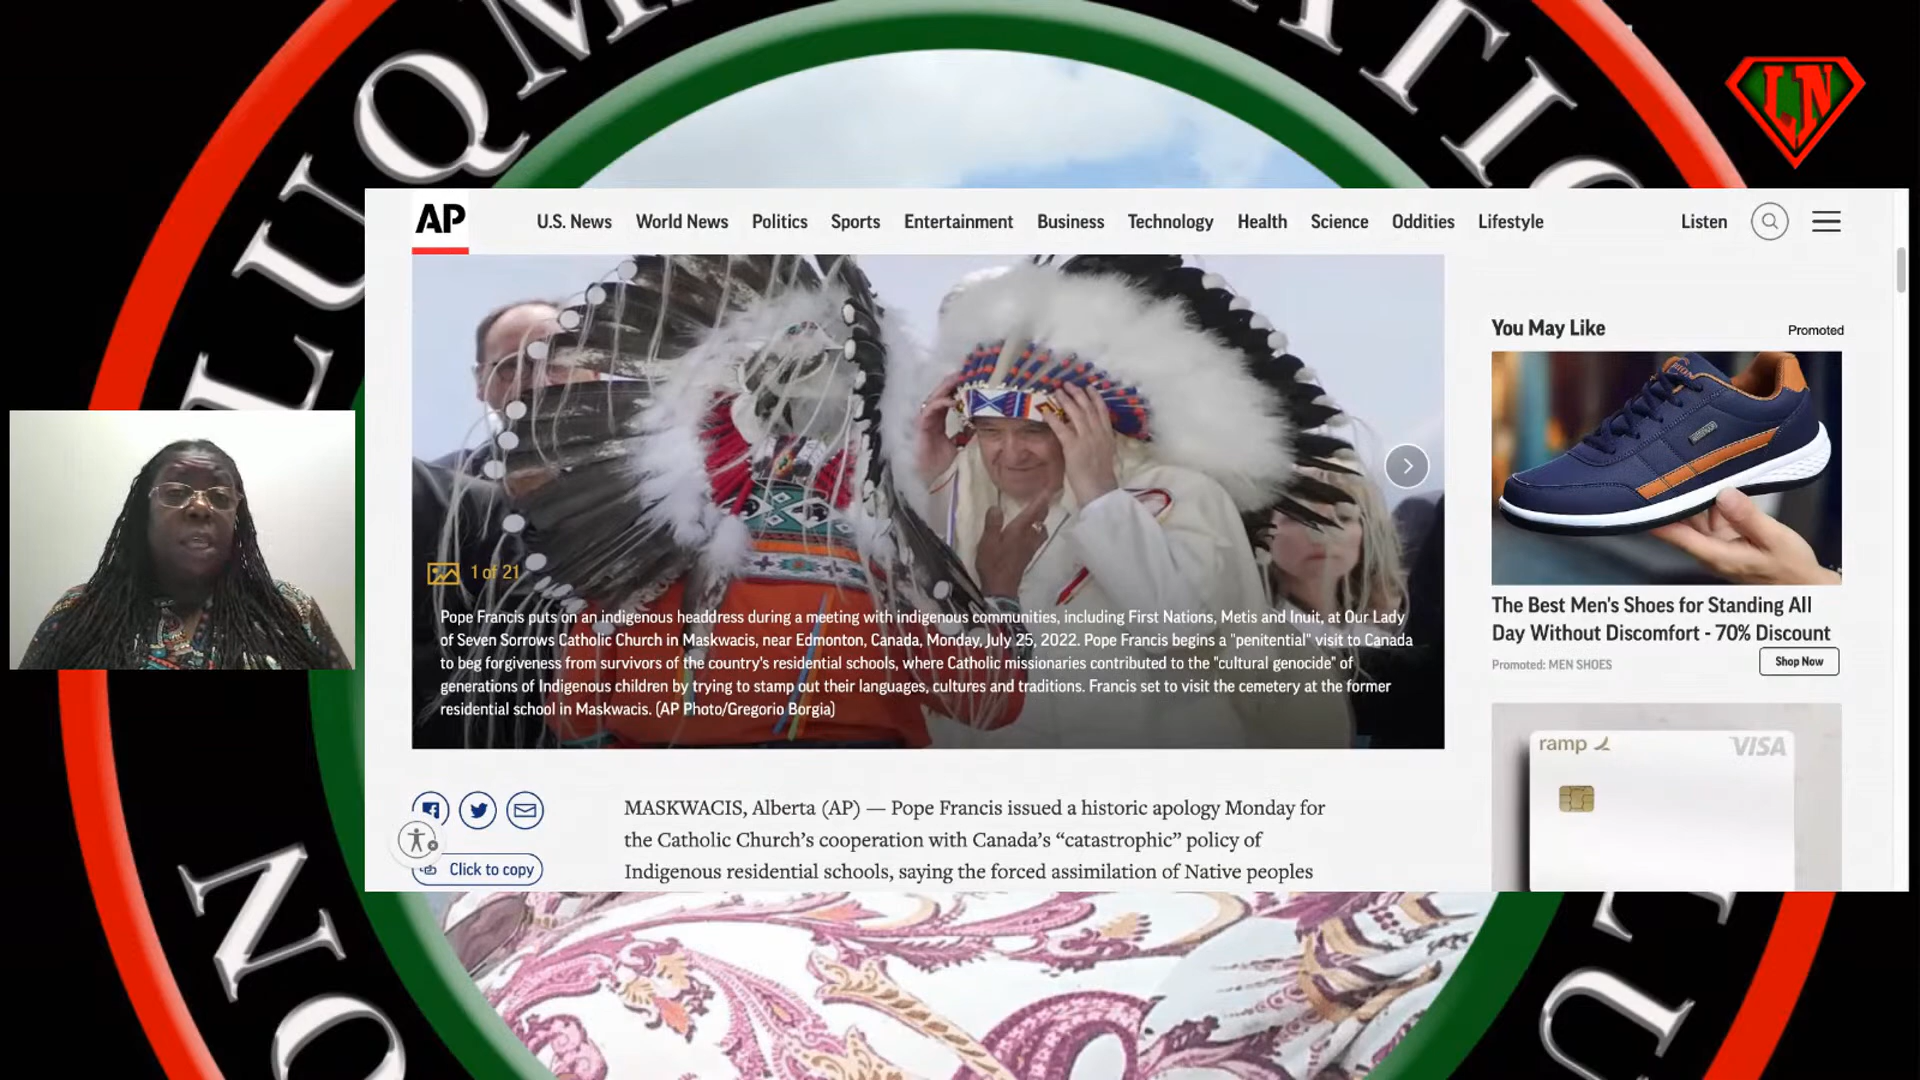 LUQMAN NATION
LN
AP
U.S. News World News Politics Sports Entertainment Business Technology Health Science Oddities Lifestyle Listen
1 of 21
Pope Francis puts on an indigenous headdress during a meeting with indigenous communities, including First Nations, Metis and Inuit, at Our Lady
of Seven Sorrows Catholic Church in Maskwacis, near Edmonton, Canada, Monday, July 25, 2022. Pope Francis begins a "penitential" visit to Canada
to beg forgiveness from survivors of the country's residential schools, where Catholic missionaries contributed to the "cultural genocide" of
generations of Indigenous children by trying to stamp out their languages, cultures and traditions. Francis set to visit the cemetery at the former
residential school in Maskwacis. (AP Photo/Gregorio Borgia)
Click to copy
MASKWACIS, Alberta (AP) — Pope Francis issued a historic apology Monday for
the Catholic Church's cooperation with Canada's “catastrophic” policy of
Indigenous residential schools, saying the forced assimilation of Native peoples
You May Like
Promoted
The Best Men's Shoes for Standing All
Day Without Discomfort - 70% Discount
Promoted: MEN SHOES
Shop Now
ramp
VISA